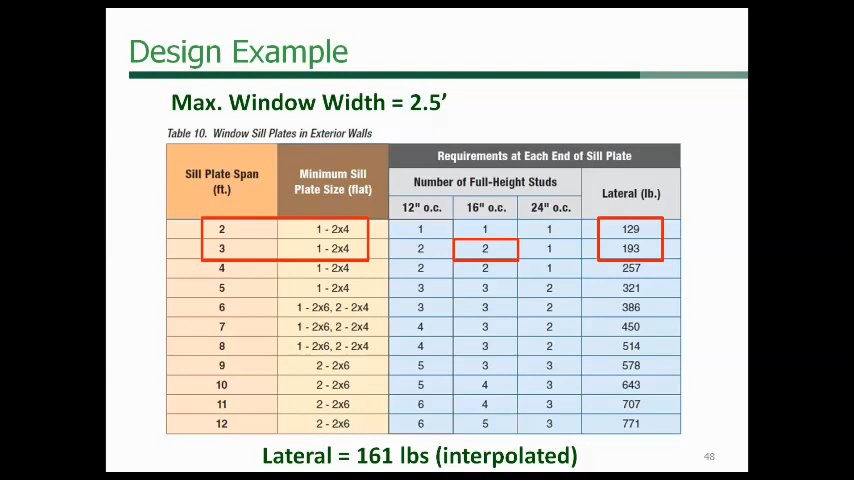 Design Example
Max. Window Width = 2.5’
Table 10. Window Sill Plates in Exterior Walls
Sill Plate Span (ft.) Minimum Sill Plate Size (flat) Requirements at Each End of Sill Plate
Number of Full-Height Studs Lateral (lb.)
12" o.c. 16" o.c. 24" o.c.
2 1 - 2x4 1 1 1 129
3 1 - 2x4 2 2 1 193
4 1 - 2x4 2 2 1 257
5 1 - 2x4 3 3 2 321
6 1 - 2x6, 2 - 2x4 3 3 2 386
7 1 - 2x6, 2 - 2x4 4 3 2 450
8 1 - 2x6, 2 - 2x4 4 3 2 514
9 2 - 2x6 5 3 3 578
10 2 - 2x6 5 4 3 643
11 2 - 2x6 6 4 3 707
12 2 - 2x6 6 5 3 771
Lateral = 161 lbs (interpolated)
48